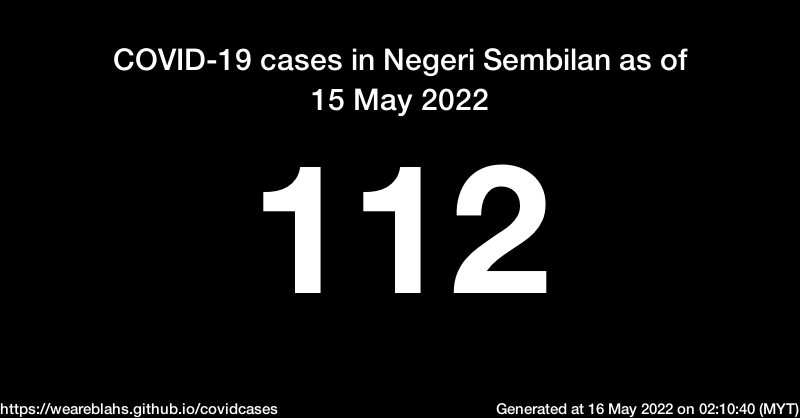 COVID-19 cases in Negeri Sembilan as of
15 May 2022
112
https://weareblahs.github.io/covidcases
Generated at 16 May 2022 on 02:10:40 (MYT)